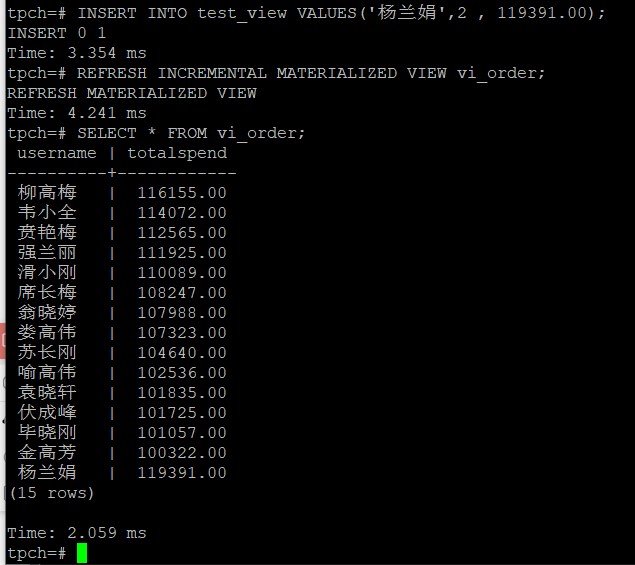 tpch=# INSERT INTO test_view VALUES('杨兰娟',2 , 119391.00);
INSERT 0 1
Time: 3.354 ms
tpch=# REFRESH INCREMENTAL MATERIALIZED VIEW vi_order;
REFRESH MATERIALIZED VIEW
Time: 4.241 ms
tpch=# SELECT * FROM vi_order;
 username | totalspend
----------+------------
 柳高梅   |  116155.00
 韦小全   |  114072.00
 贲艳梅   |  112565.00
 强兰丽   |  111925.00
 滑小刚   |  110089.00
 席长梅   |  108247.00
 翁晓婷   |  107988.00
 娄高伟   |  107323.00
 苏长刚   |  104640.00
 喻高伟   |  102536.00
 袁晓轩   |  101835.00
 伏成峰   |  101725.00
 毕晓刚   |  101057.00
 金高芳   |  100322.00
 杨兰娟   |  119391.00
(15 rows)
Time: 2.059 ms
tpch=#